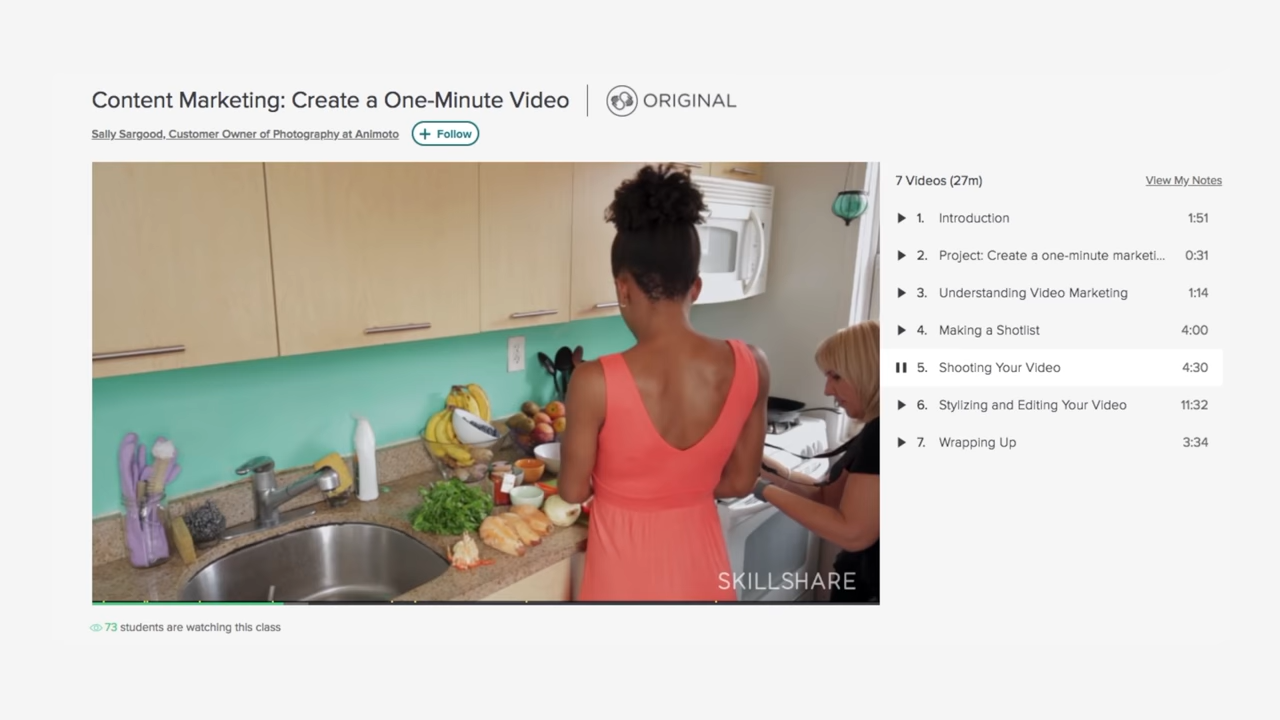 Content Marketing: Create a One-Minute Video
ORIGINAL
Sally Sargood, Customer Owner of Photography at Animoto
+ Follow
7 Videos (27m)
View My Notes
1. Introduction 1:51
2. Project: Create a one-minute marketi... 0:31
3. Understanding Video Marketing 1:14
4. Making a Shotlist 4:00
5. Shooting Your Video 4:30
6. Stylizing and Editing Your Video 11:32
7. Wrapping Up 3:34
SKILLSHARE
73 students are watching this class